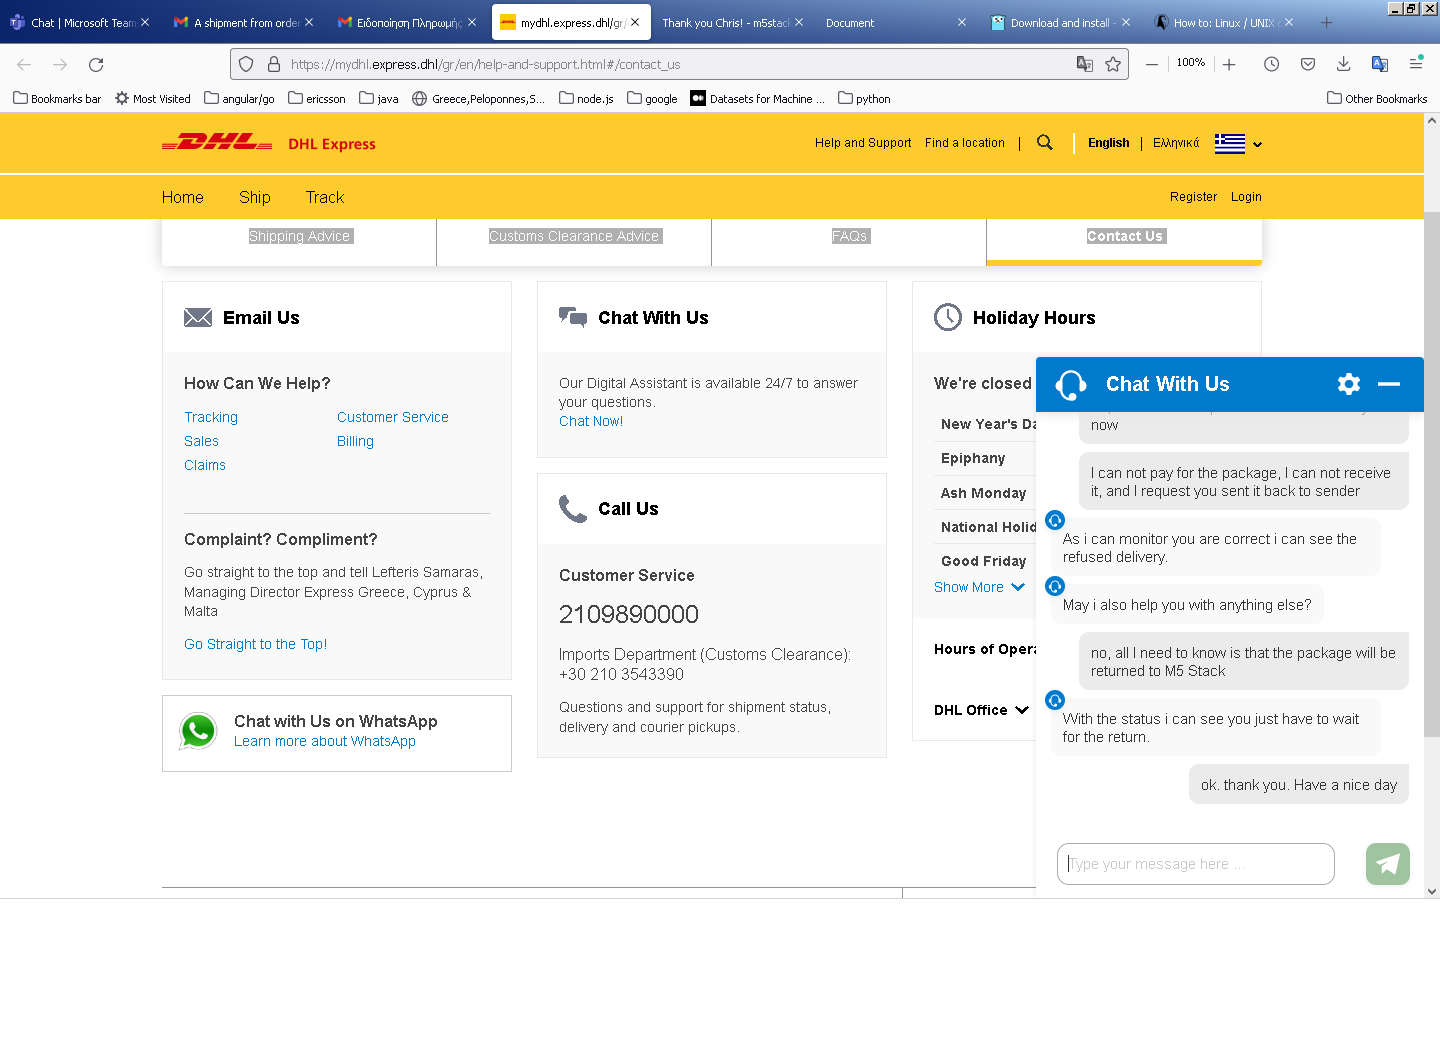 Chat | Microsoft Team
A shipment from order
Ειδοποίηση Πληρωμής
mydhl.express.dhl/gr/
Thank you Chris! - m5stack
Document
Download and install -
How to: Linux / UNIX
https://mydhl.express.dhl/gr/en/help-and-support.html#/contact_us
100%
Bookmarks bar
Most Visited
angular/go
ericsson
java
Greece,Peloponnes,S...
node.js
google
Datasets for Machine ...
python
Other Bookmarks
DHL
DHL Express
Help and Support
Find a location
English
Ελληνικά
Home
Ship
Track
Register
Login
Shipping Advice
Customs Clearance Advice
FAQs
Contact Us
Email Us
How Can We Help?
Tracking
Customer Service
Sales
Billing
Claims
Complaint? Compliment?
Go straight to the top and tell Lefteris Samaras,
Managing Director Express Greece, Cyprus &
Malta
Go Straight to the Top!
Chat with Us on WhatsApp
Learn more about WhatsApp
Chat With Us
Our Digital Assistant is available 24/7 to answer
your questions.
Chat Now!
Call Us
Customer Service
2109890000
Imports Department (Customs Clearance):
+30 210 3543390
Questions and support for shipment status,
delivery and courier pickups.
Holiday Hours
We're closed
New Year's Da
Epiphany
Ash Monday
National Holid
Good Friday
Show More
Hours of Opera
DHL Office
Chat With Us
now
I can not pay for the package, I can not receive
it, and I request you sent it back to sender
As i can monitor you are correct i can see the
refused delivery.
May i also help you with anything else?
no, all I need to know is that the package will be
returned to M5 Stack
With the status i can see you just have to wait
for the return.
ok. thank you. Have a nice day
Type your message here ...